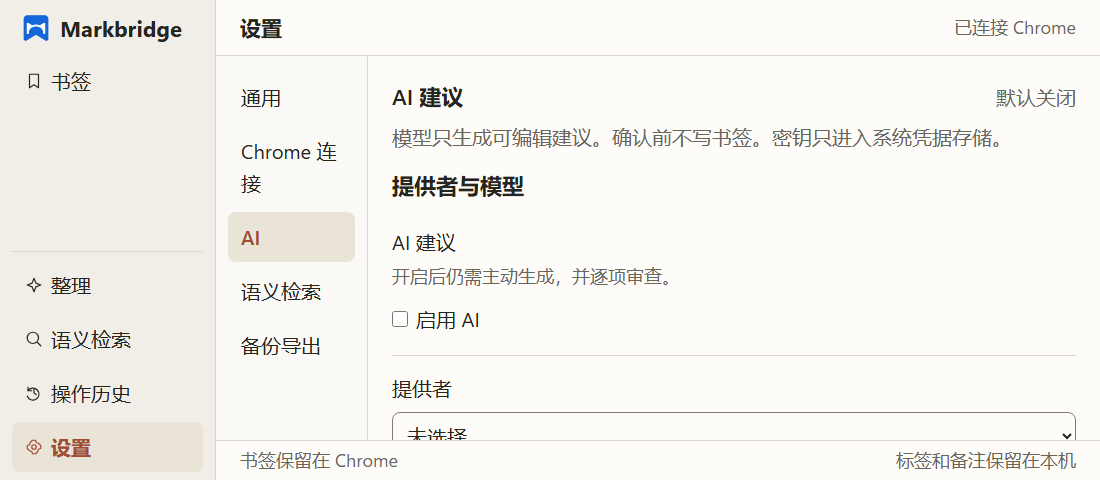 Markbridge
书签
整理
语义检索
操作历史
设置
设置
已连接 Chrome
通用
Chrome 连
接
AI
语义检索
备份导出
AI 建议
默认关闭
模型只生成可编辑建议。确认前不写书签。密钥只进入系统凭据存储。
提供者与模型
AI 建议
开启后仍需主动生成，并逐项审查。
启用 AI
提供者
未选择
书签保留在 Chrome
标签和备注保留在本机